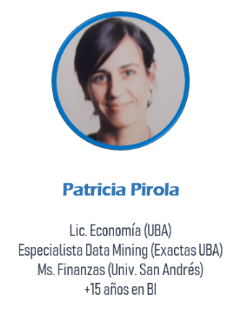 Patricia Pirola
Lic. Economía (UBA)
Especialista Data Mining (Exactas UBA)
Ms. Finanzas (Univ. San Andrés)
+15 años en BI